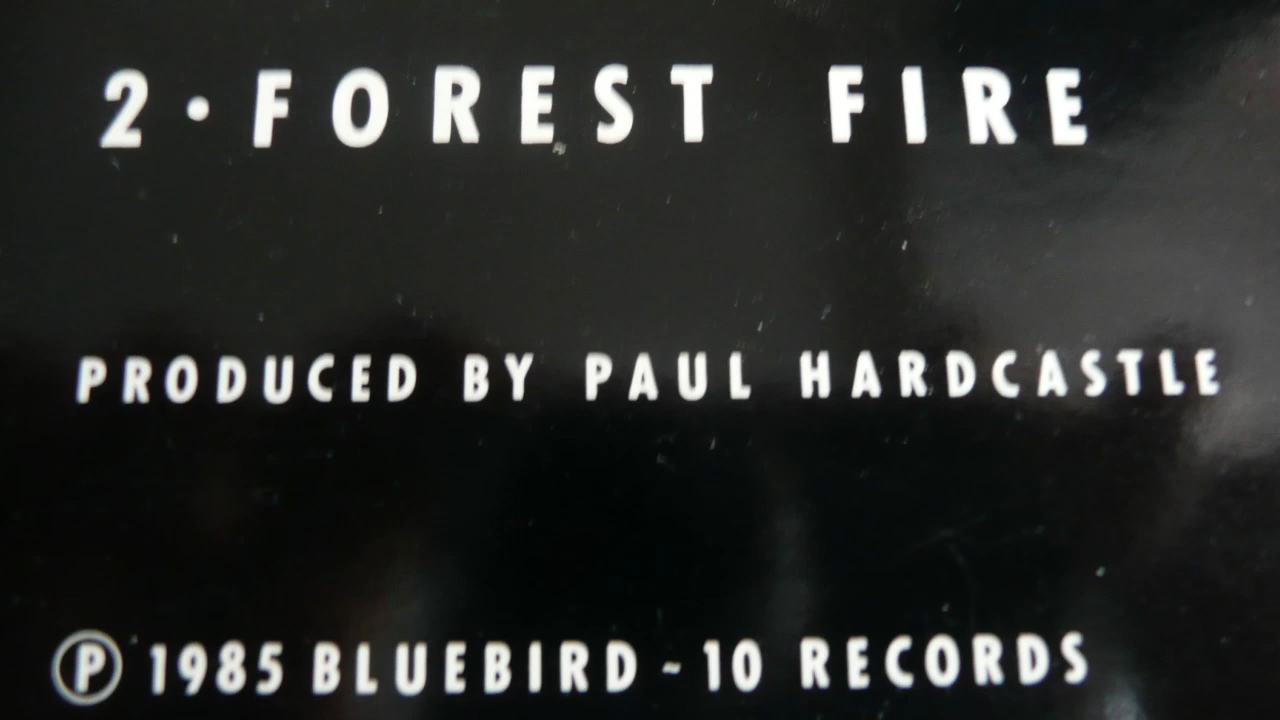 2·FOREST FIRE
PRODUCED BY PAUL HARDCASTLE
Ⓟ 1985 BLUEBIRD - 10 RECORDS